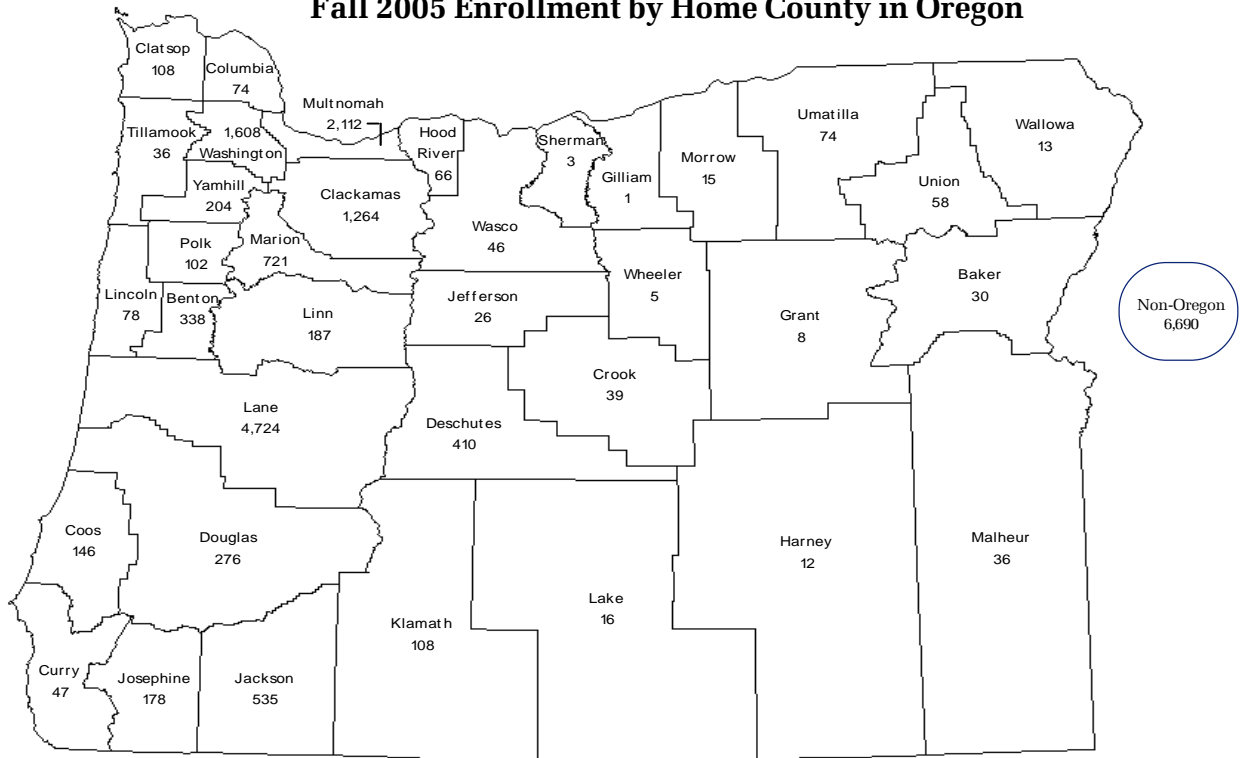 Fall 2005 Enrollment by Home County in Oregon
Clatsop
108
Columbia
74
Multnomah
2,112
Tillamook
36
1,608
Washington
Hood
River
66
Sherman
3
Gilliam
1
Morrow
15
Umatilla
74
Union
58
Wallowa
13
Yamhill
204
Clackamas
1,264
Wasco
46
Polk
102
Marion
721
Wheeler
5
Grant
8
Baker
30
Non-Oregon
6,690
Lincoln
78
Benton
338
Linn
187
Jefferson
26
Crook
39
Lane
4,724
Deschutes
410
Coos
146
Douglas
276
Harney
12
Malheur
36
Klamath
108
Lake
16
Curry
47
Josephine
178
Jackson
535